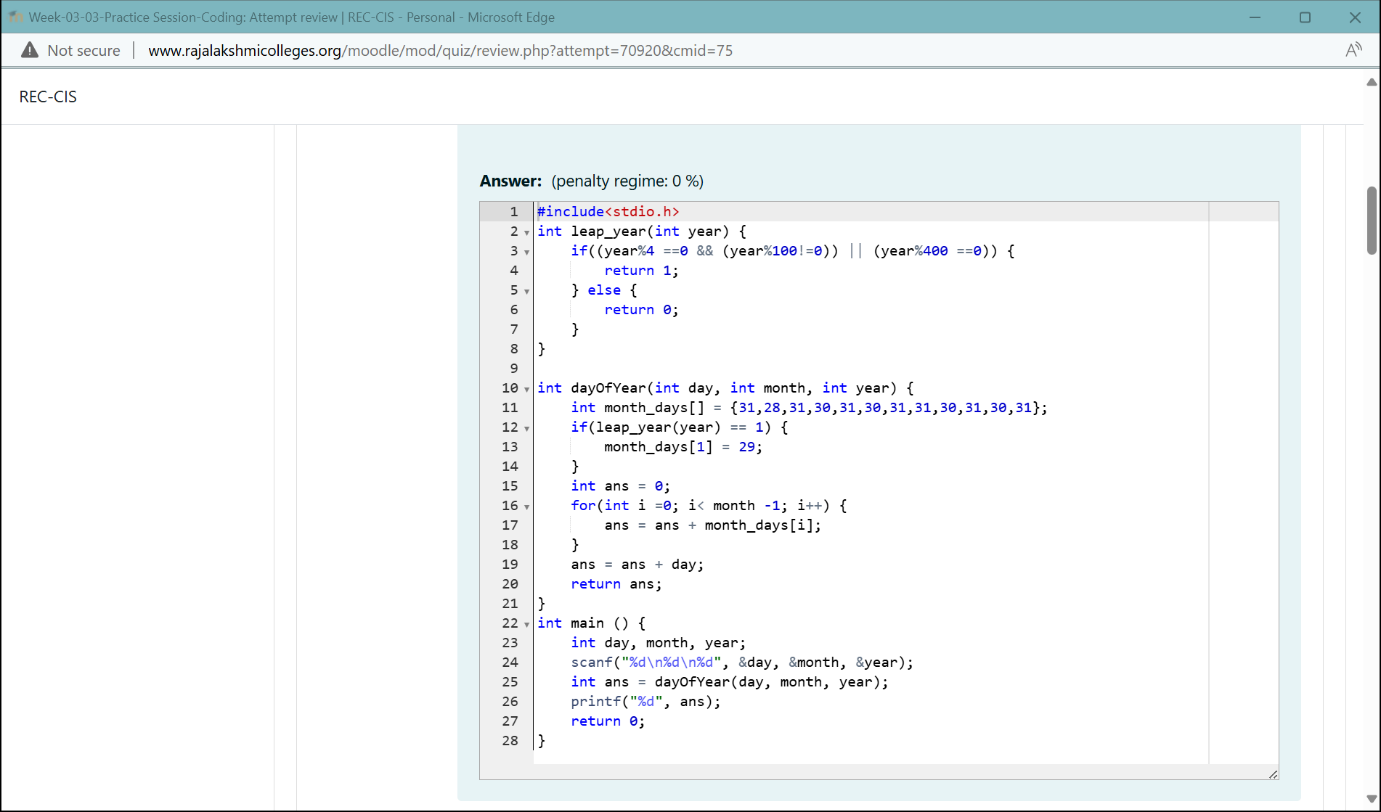 Week-03-03-Practice Session-Coding: Attempt review | REC-CIS - Personal - Microsoft Edge
Not secure | www.rajalakshmicolleges.org/moodle/mod/quiz/review.php?attempt=70920&cmid=75
REC-CIS
Answer: (penalty regime: 0 %)
1 #include<stdio.h>
2 int leap_year(int year) {
3     if((year%4 ==0 && (year%100!=0)) || (year%400 ==0)) {
4         return 1;
5     } else {
6         return 0;
7     }
8 }
9
10 int dayOfYear(int day, int month, int year) {
11     int month_days[] = {31,28,31,30,31,30,31,31,30,31,30,31};
12     if(leap_year(year) == 1) {
13         month_days[1] = 29;
14     }
15     int ans = 0;
16     for(int i =0; i< month -1; i++) {
17         ans = ans + month_days[i];
18     }
19     ans = ans + day;
20     return ans;
21 }
22 int main () {
23     int day, month, year;
24     scanf("%d\n%d\n%d", &day, &month, &year);
25     int ans = dayOfYear(day, month, year);
26     printf("%d", ans);
27     return 0;
28 }